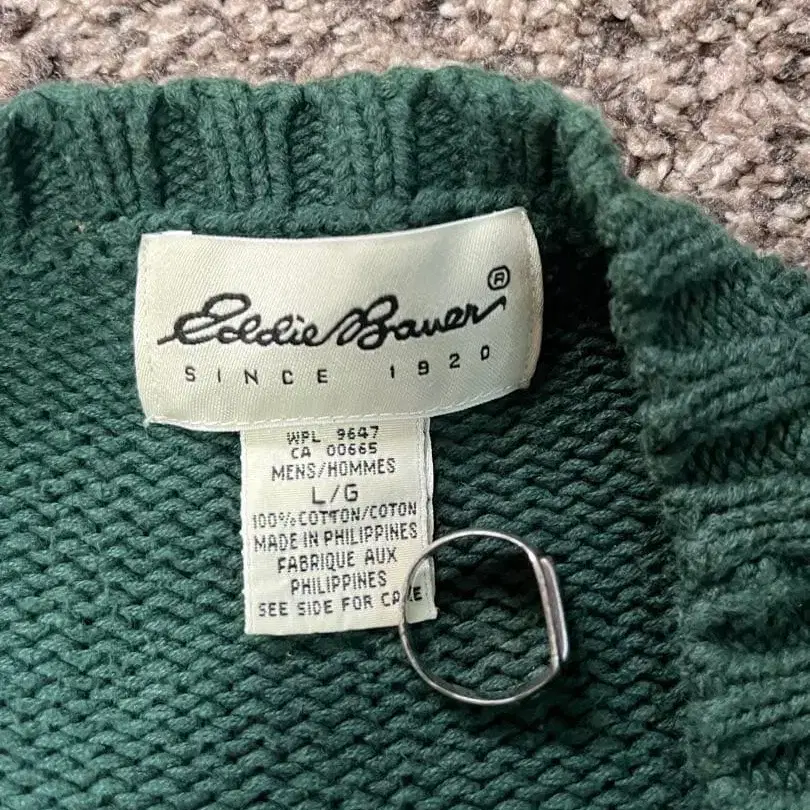 Eddie Bauer ®
SINCE 1920
WPL 9647
CA 00665
MENS/HOMMES
L/G
100% COTTON/COTON
MADE IN PHILIPPINES
FABRIQUE AUX
PHILIPPINES
SEE SIDE FOR CARE